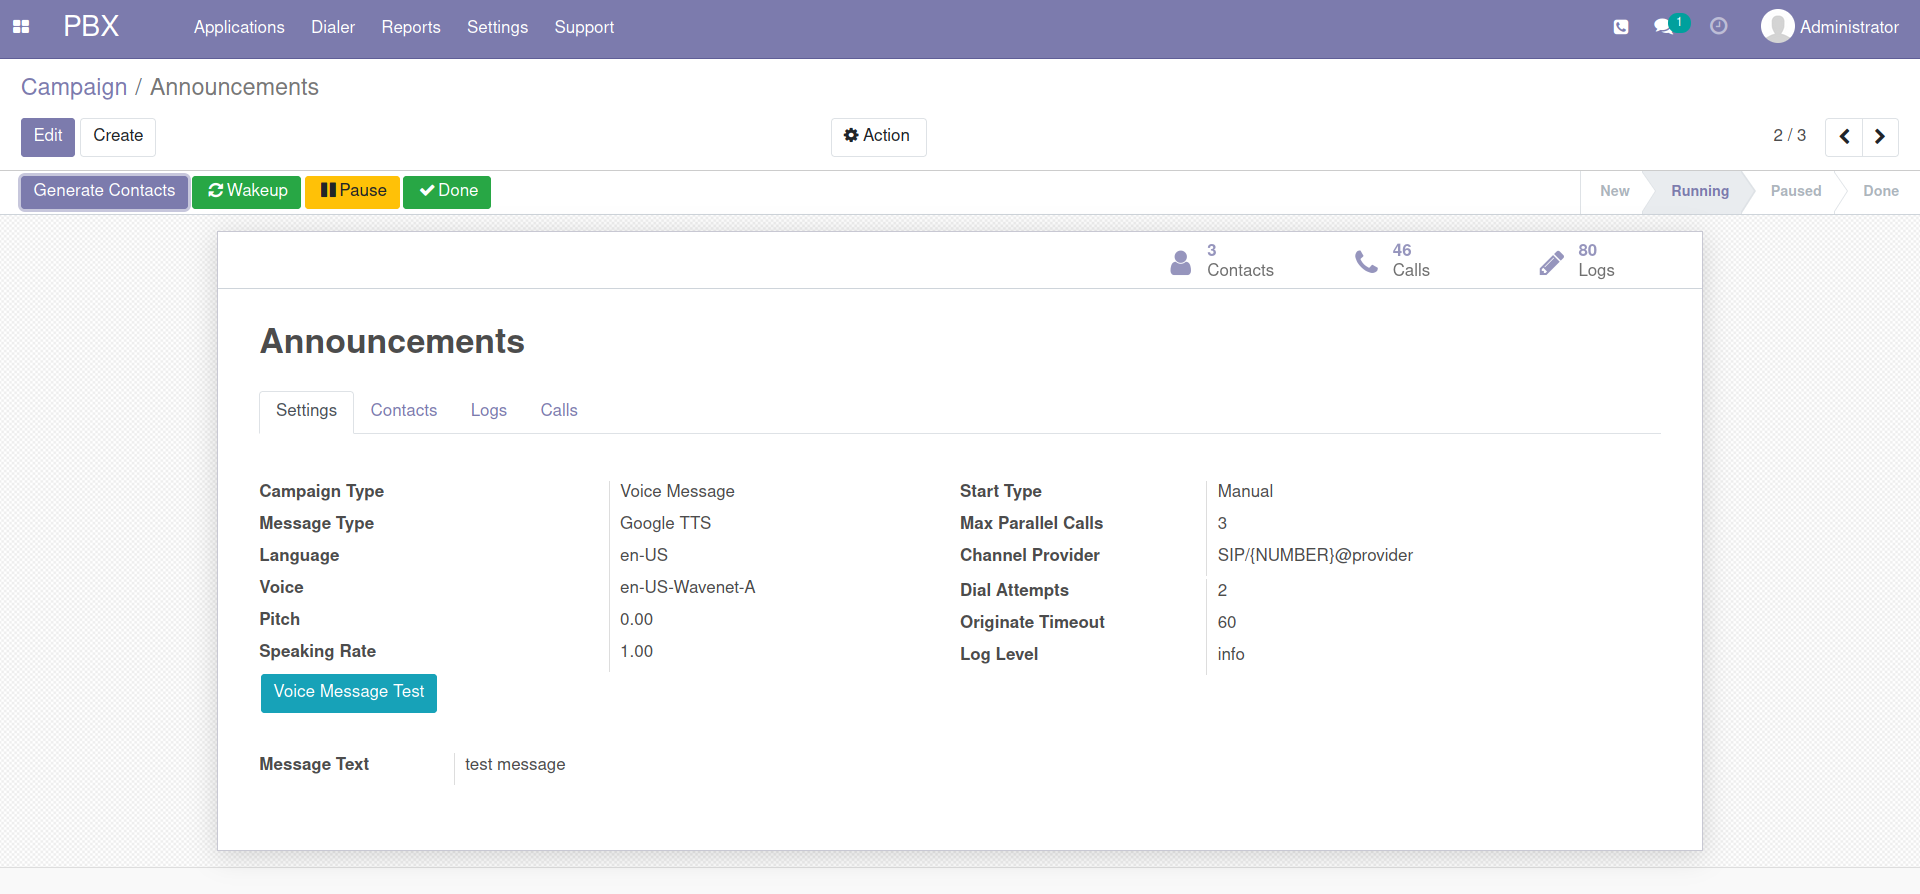 PBX Applications Dialer Reports Settings Support 1 Administrator
Campaign / Announcements
Edit Create Action 2 / 3
Generate Contacts Wakeup Pause Done New Running Paused Done
3 Contacts 46 Calls 80 Logs
Announcements
Settings Contacts Logs Calls
Campaign Type Voice Message Start Type Manual
Message Type Google TTS Max Parallel Calls 3
Language en-US Channel Provider SIP/{NUMBER}@provider
Voice en-US-Wavenet-A Dial Attempts 2
Pitch 0.00 Originate Timeout 60
Speaking Rate 1.00 Log Level info
Voice Message Test
Message Text test message